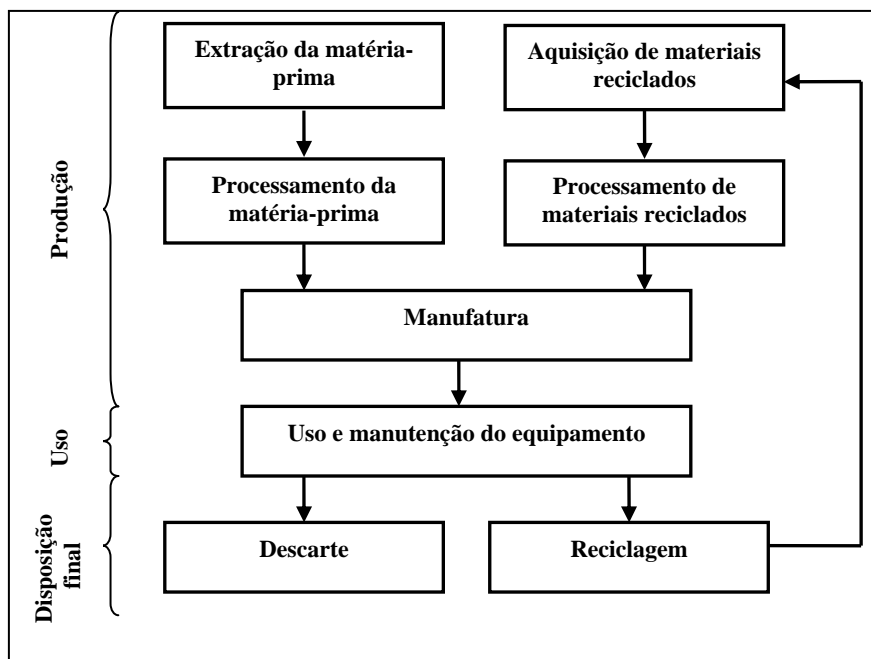 Extração da matéria-
prima
Aquisição de materiais
reciclados
Produção
Processamento da
matéria-prima
Processamento de
materiais reciclados
Manufatura
Uso
Uso e manutenção do equipamento
Disposição
final
Descarte
Reciclagem